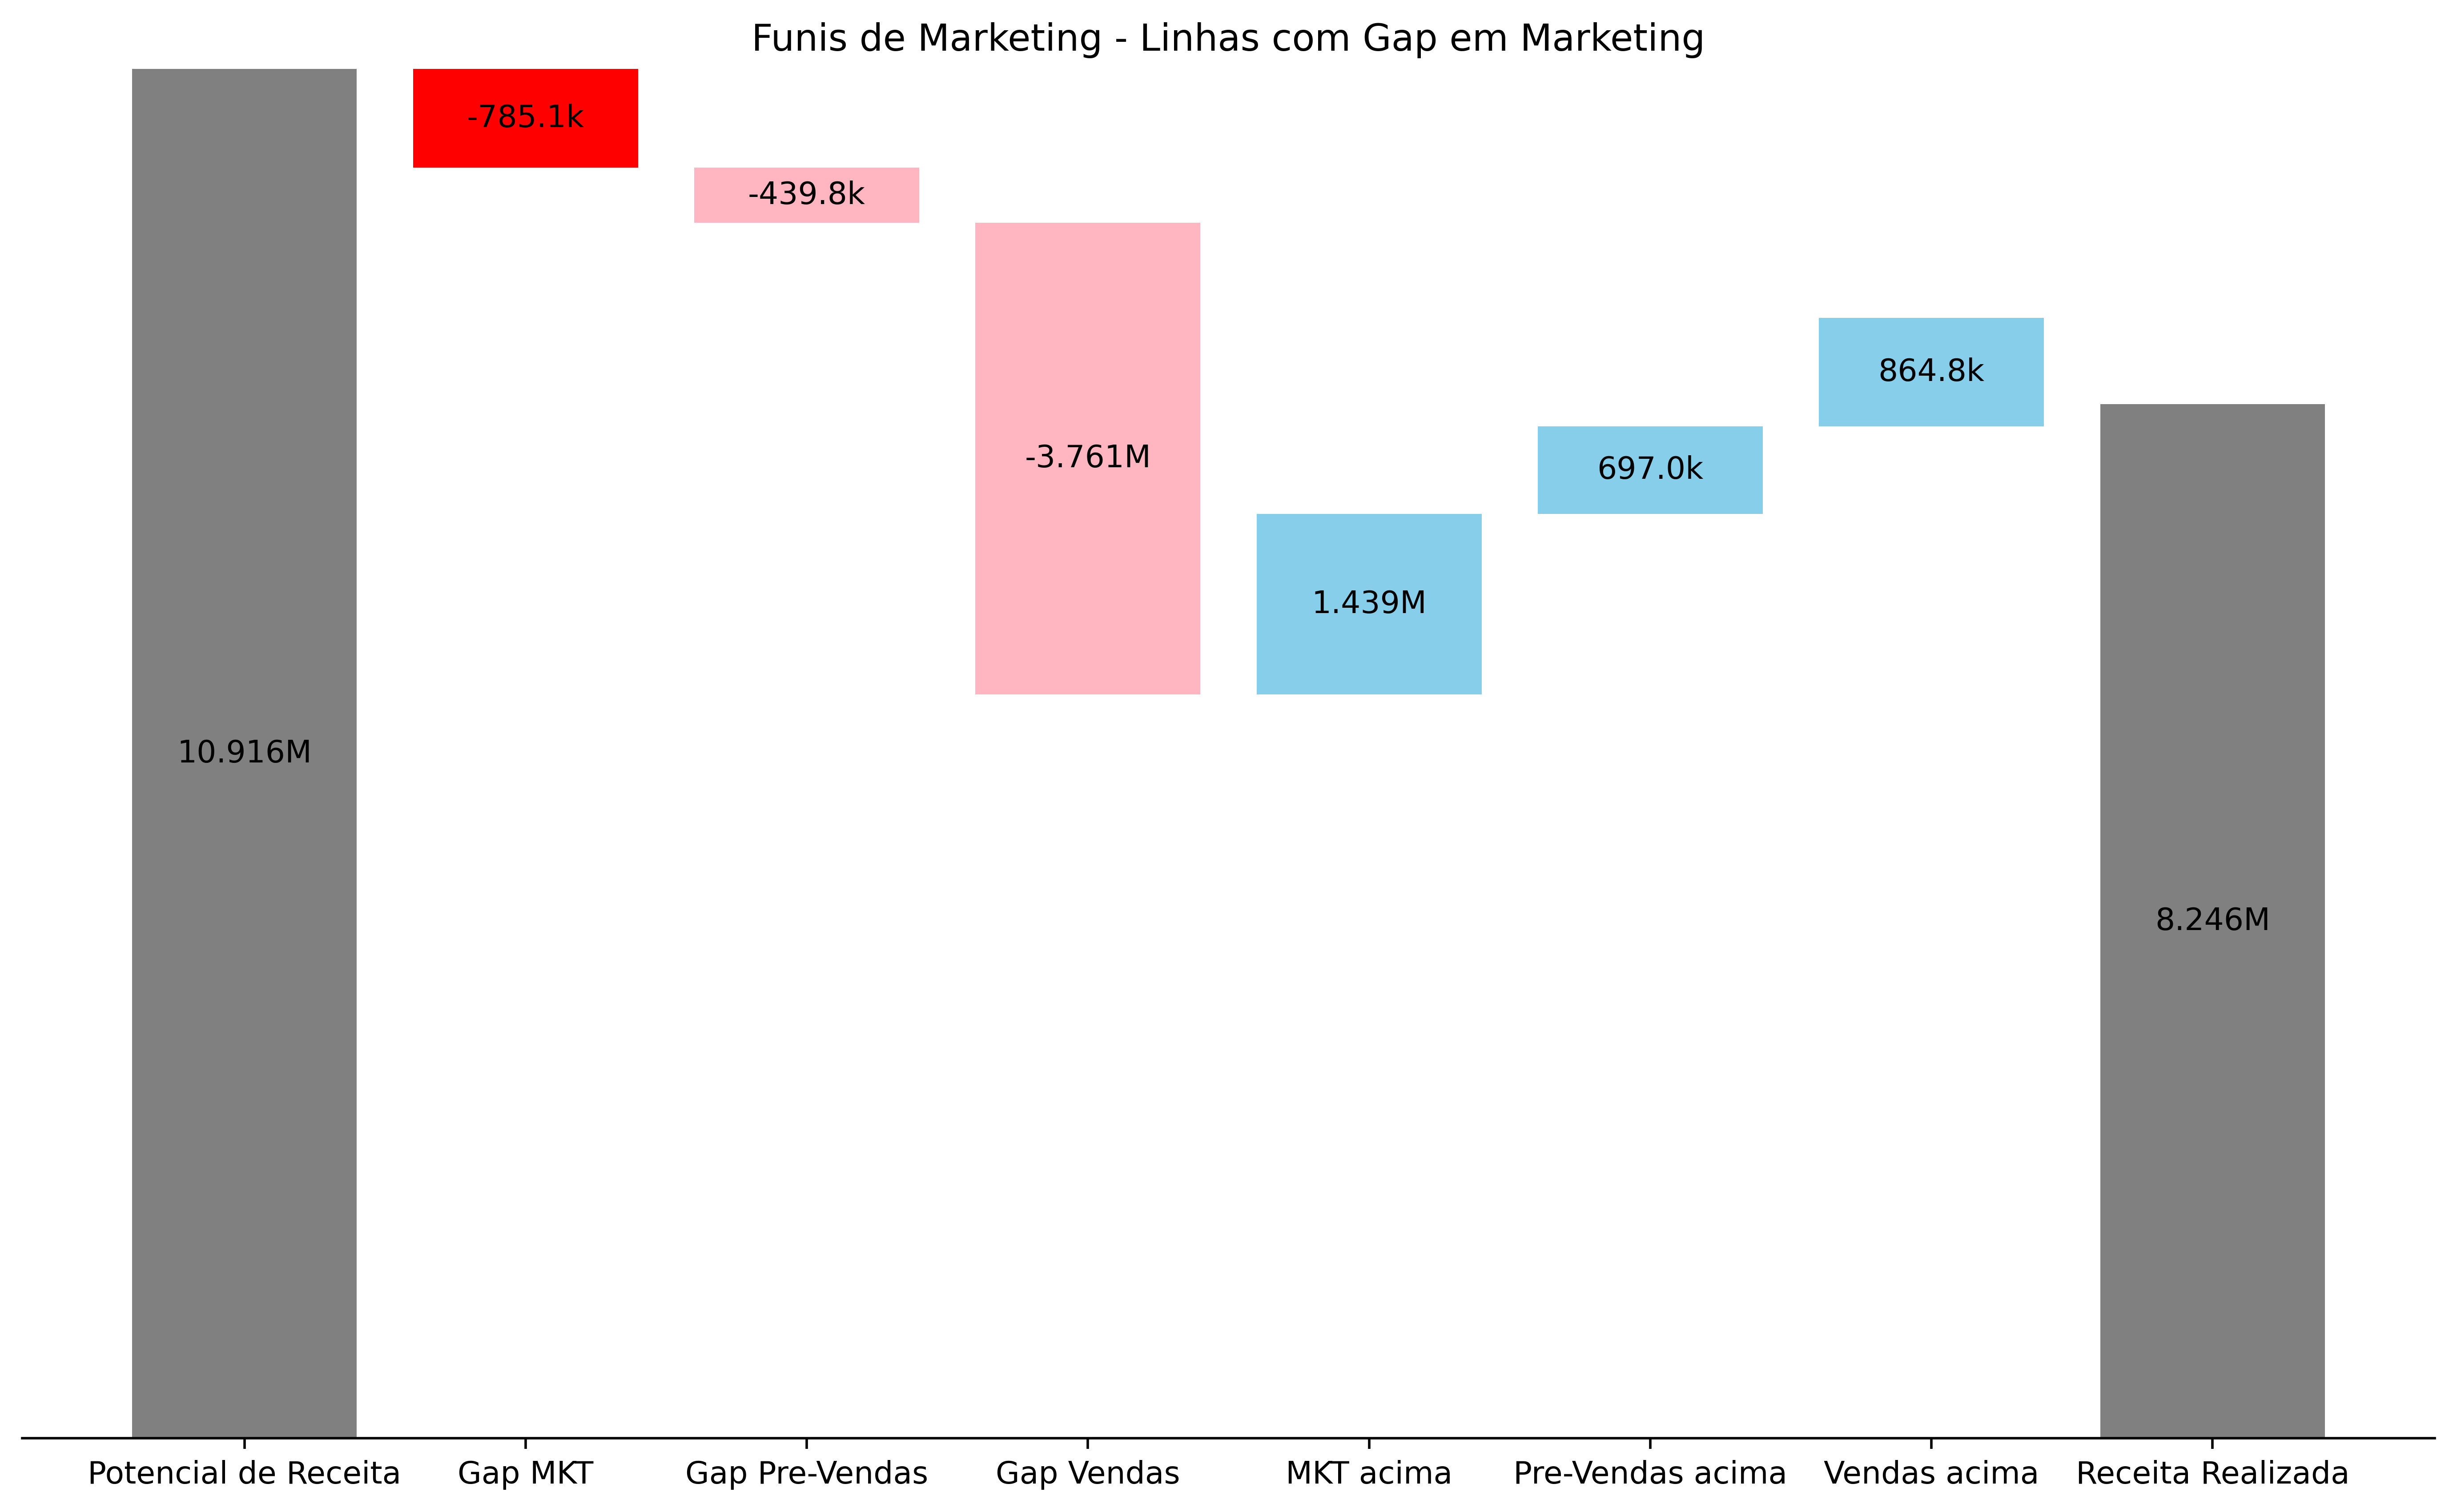 Funis de Marketing - Linhas com Gap em Marketing
-785.1k
-439.8k
864.8k
-3.761M
697.0k
1.439M
10.916M
8.246M
Potencial de Receita
Gap MKT
Gap Pre-Vendas
Gap Vendas
MKT acima
Pre-Vendas acima
Vendas acima
Receita Realizada